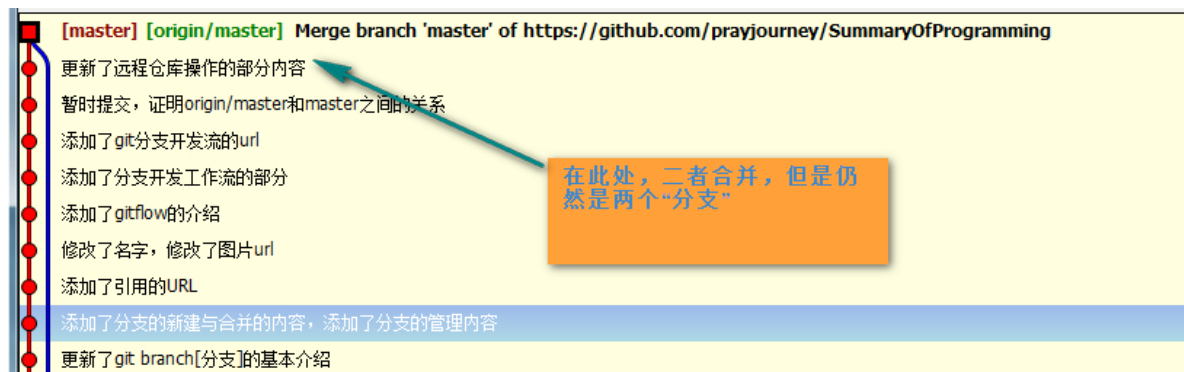 [master] [origin/master] Merge branch 'master' of https://github.com/prayjourney/SummaryOfProgramming
更新了远程仓库操作的部分内容
暂时提交，证明origin/master和master之间的关系
添加了git分支开发流的url
添加了分支开发工作流的部分
添加了gitflow的介绍
修改了名字，修改了图片url
添加了引用的URL
添加了分支的新建与合并的内容，添加了分支的管理内容
更新了git branch[分支]的基本介绍
在此处，二者合并，但是仍
然是两个“分支”